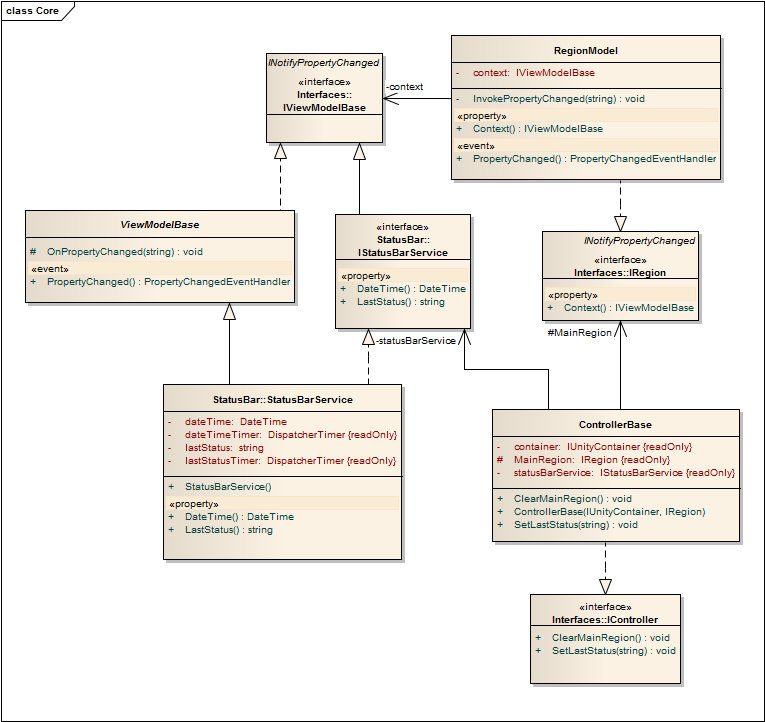 class Core
INotifyPropertyChanged
«interface»
Interfaces::
IViewModelBase
-context
RegionModel
- context: IViewModelBase
- InvokePropertyChanged(string) : void
«property»
+ Context() : IViewModelBase
«event»
+ PropertyChanged() : PropertyChangedEventHandler
ViewModelBase
# OnPropertyChanged(string) : void
«event»
+ PropertyChanged() : PropertyChangedEventHandler
«interface»
StatusBar::
IStatusBarService
«property»
+ DateTime() : DateTime
+ LastStatus() : string
INotifyPropertyChanged
«interface»
Interfaces::IRegion
«property»
+ Context() : IViewModelBase
-statusBarService
#MainRegion
StatusBar::StatusBarService
- dateTime: DateTime
- dateTimeTimer: DispatcherTimer {readOnly}
- lastStatus: string
- lastStatusTimer: DispatcherTimer {readOnly}
+ StatusBarService()
«property»
+ DateTime() : DateTime
+ LastStatus() : string
ControllerBase
- container: IUnityContainer {readOnly}
# MainRegion: IRegion {readOnly}
- statusBarService: IStatusBarService {readOnly}
+ ClearMainRegion() : void
+ ControllerBase(IUnityContainer, IRegion)
+ SetLastStatus(string) : void
«interface»
Interfaces::IController
+ ClearMainRegion() : void
+ SetLastStatus(string) : void